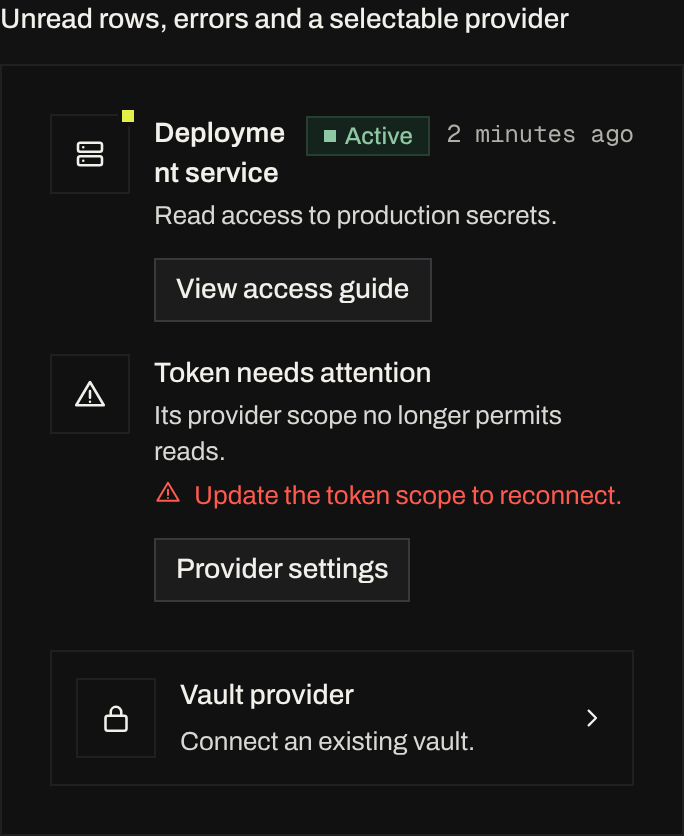 Unread rows, errors and a selectable provider
Deployme
nt service
Active
2 minutes ago
Read access to production secrets.
View access guide
Token needs attention
Its provider scope no longer permits
reads.
Update the token scope to reconnect.
Provider settings
Vault provider
Connect an existing vault.